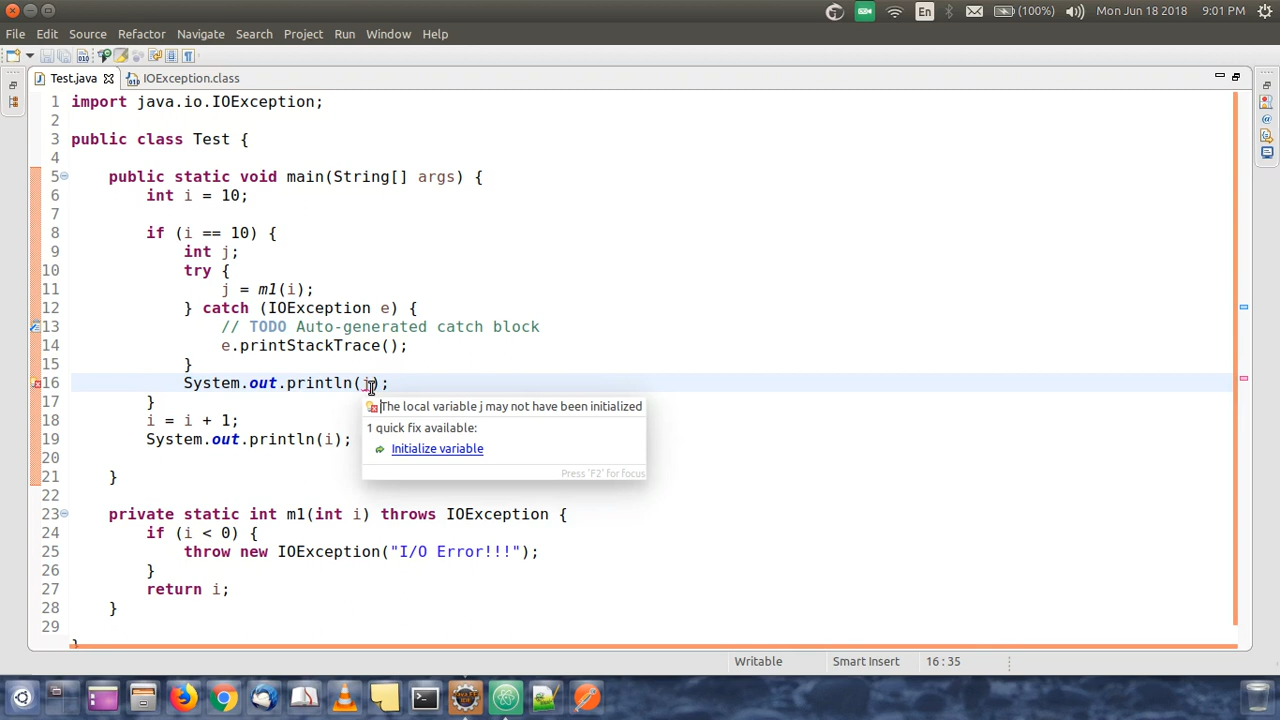 En (100%) Mon Jun 18 2018 9:01 PM
File Edit Source Refactor Navigate Search Project Run Window Help
Test.java IOException.class
1 import java.io.IOException;
2
3 public class Test {
4
5 public static void main(String[] args) {
6 int i = 10;
7
8 if (i == 10) {
9 int j;
10 try {
11 j = m1(i);
12 } catch (IOException e) {
13 // TODO Auto-generated catch block
14 e.printStackTrace();
15 }
16 System.out.println(j);
17 }
18 i = i + 1;
19 System.out.println(i);
20
21 }
22
23 private static int m1(int i) throws IOException {
24 if (i < 0) {
25 throw new IOException("I/O Error!!!");
26 }
27 return i;
28 }
29
}
The local variable j may not have been initialized
1 quick fix available:
Initialize variable
Press 'F2' for focus
Writable Smart Insert 16 : 35